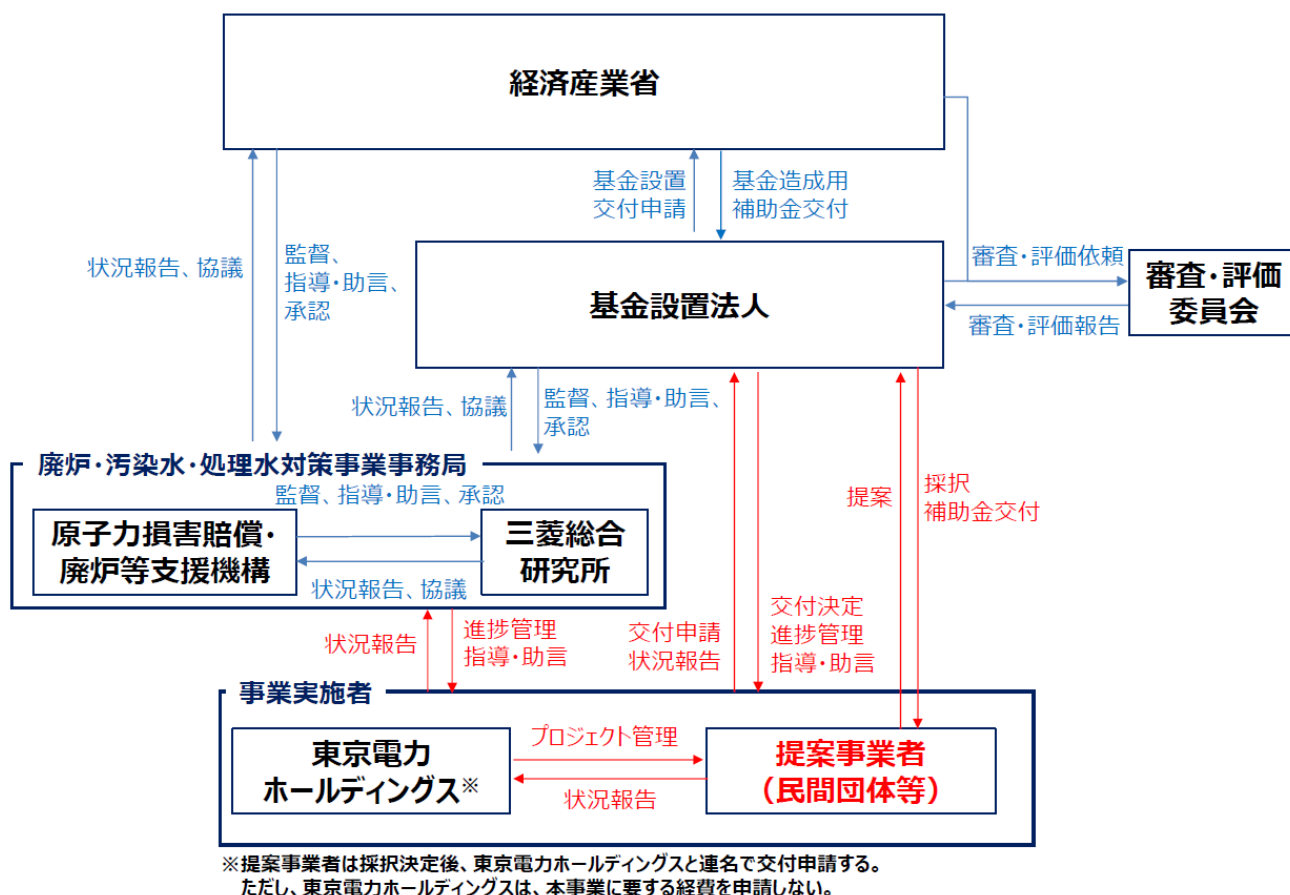 経済産業省
基金設置
交付申請
基金造成用
補助金交付
状況報告、協議
監督、
指導・助言、
承認
審査・評価依頼
審査・評価
委員会
審査・評価報告
基金設置法人
状況報告、協議
監督、指導・助言、
承認
廃炉・汚染水・処理水対策事業事務局
監督、指導・助言、承認
原子力損害賠償・
廃炉等支援機構
三菱総合
研究所
状況報告、協議
提案
採択
補助金交付
状況報告
進捗管理
指導・助言
交付申請
状況報告
交付決定
進捗管理
指導・助言
事業実施者
東京電力
ホールディングス※
プロジェクト管理
状況報告
提案事業者
（民間団体等）
※提案事業者は採択決定後、東京電力ホールディングスと連名で交付申請する。
ただし、東京電力ホールディングスは、本事業に要する経費を申請しない。